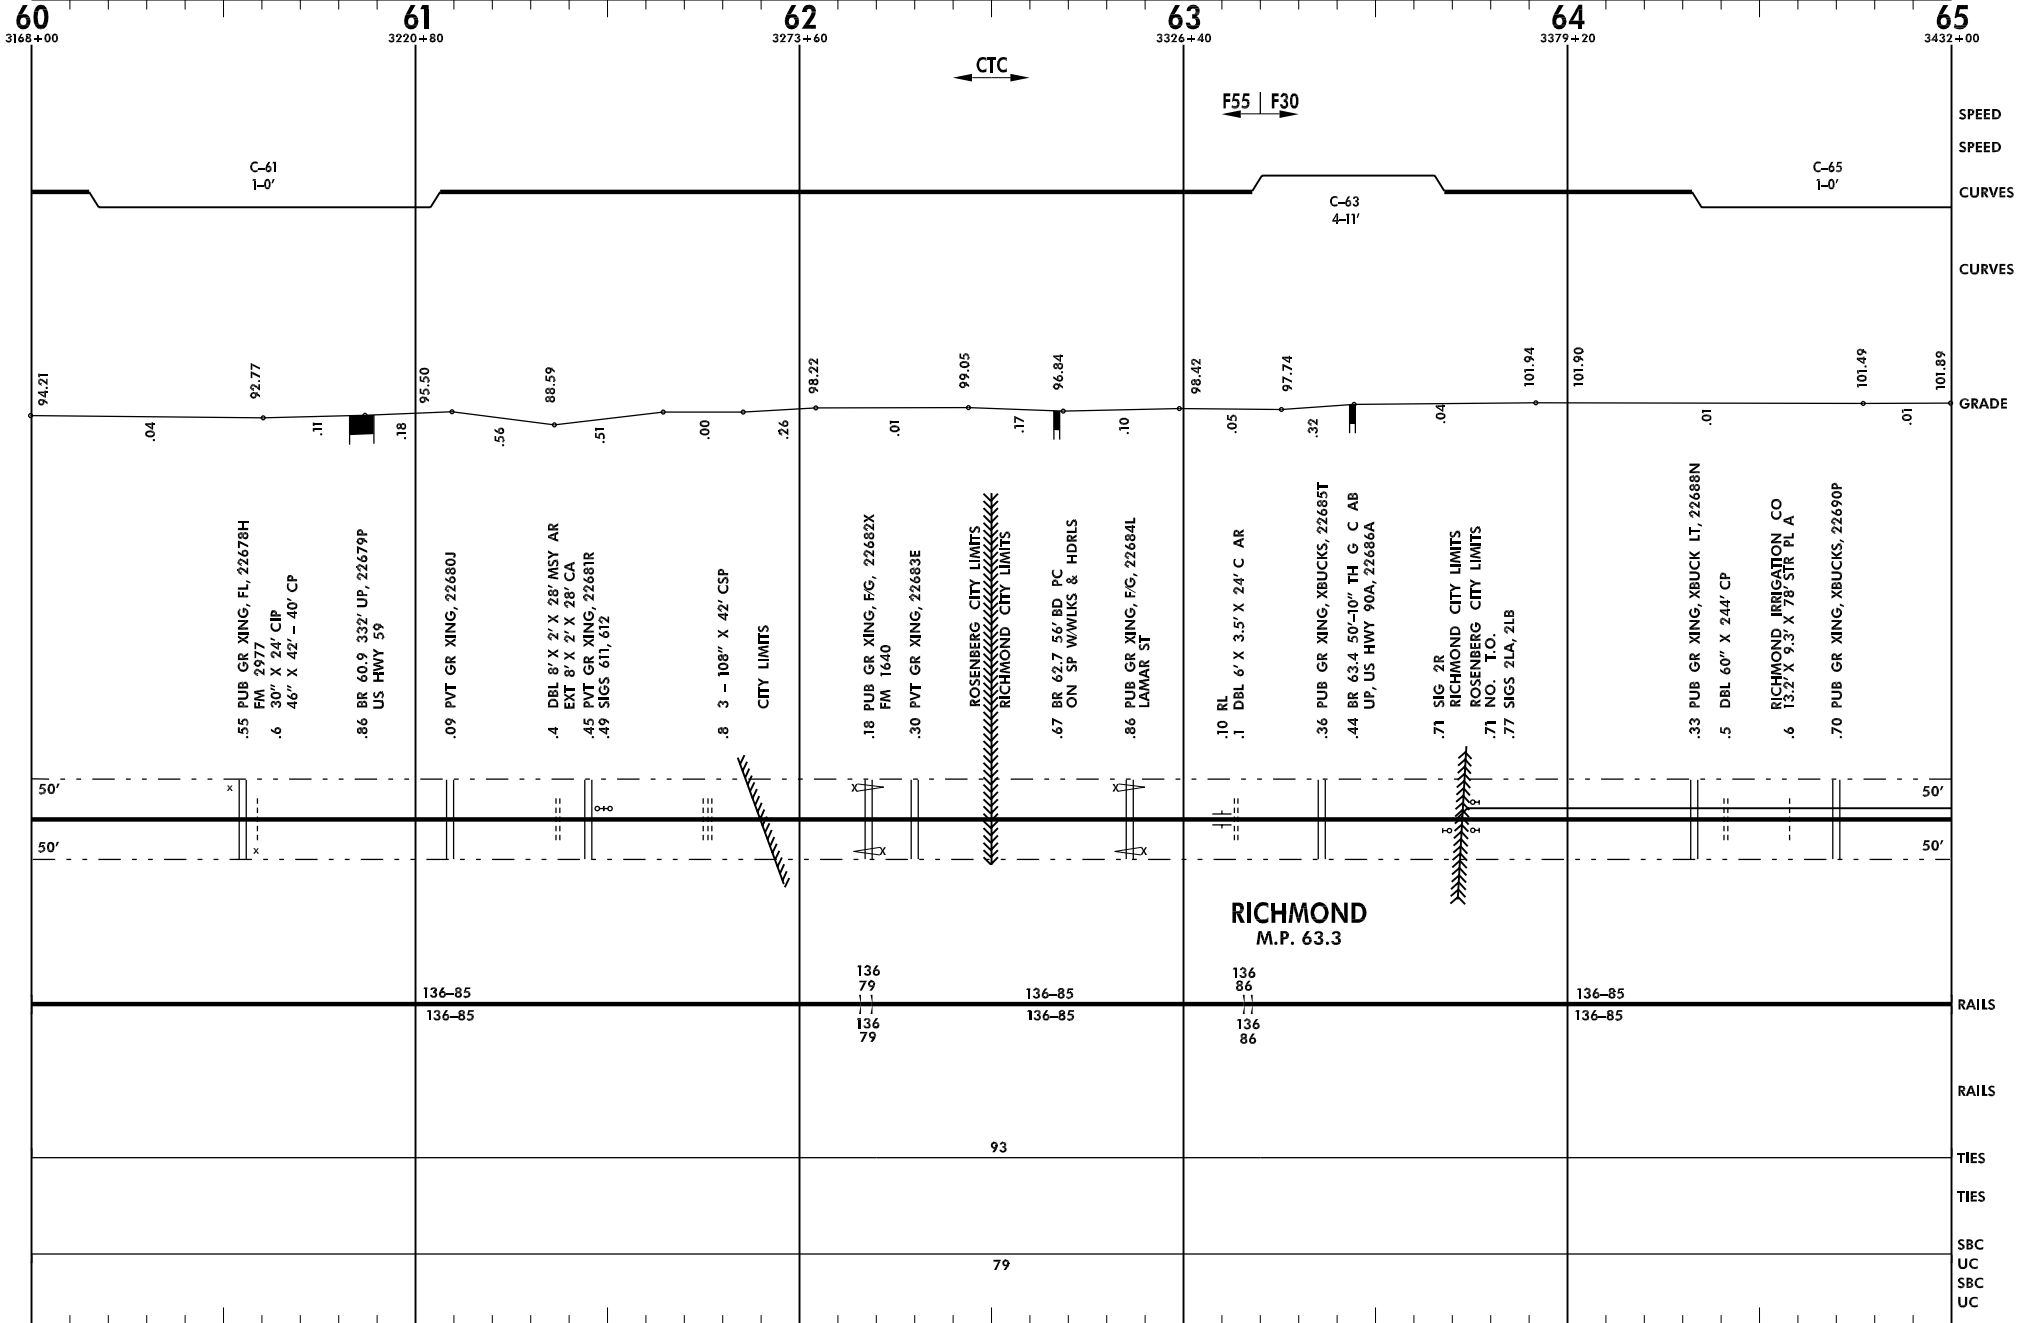 60 61 62 63 64 65
3168+00 3220+80 3273+60 3326+40 3379+20 3432+00
CTC
F55 F30
SPEED
SPEED
C-61
1-0'
C-63
4-11'
C-65
1-0'
CURVES
CURVES
94.21 92.77 95.50 88.59 98.22 99.05 96.84 98.42 97.74 101.94 101.90 101.49 101.89
GRADE
.04 .11 .18 .56 .51 .00 .26 .01 .17 .10 .05 .32 .04 .01 .01
.55 PUB GR XING, FL, 22678H
FM 2977
.6 30" X 24' CIP
46" X 42' - 40' CP
.86 BR 60.9 332' UP, 22679P
US HWY 59
.09 PVT GR XING, 22680J
.4 DBL 8' X 2' X 28' MSY AR
EXT 8' X 2' X 28' CA
.45 PVT GR XING, 22681R
.49 SIGS 611, 612
.8 3 - 108" X 42' CSP
CITY LIMITS
.18 PUB GR XING, F/G, 22682X
FM 1640
.30 PVT GR XING, 22683E
ROSENBERG CITY LIMITS
RICHMOND CITY LIMITS
.67 BR 62.7 56' BD PC
ON SP W/WLKS & HDRLS
.86 PUB GR XING, F/G, 22684L
LAMAR ST
.10 RL
.1 DBL 6' X 3.5' X 24' C AR
.36 PUB GR XING, XBUCKS, 22685T
.44 BR 63.4 50'-10" TH G C AB
UP, US HWY 90A, 22686A
.71 SIG 2R
RICHMOND CITY LIMITS
ROSENBERG CITY LIMITS
.71 NO. T.O.
.77 SIGS 2LA, 2LB
.33 PUB GR XING, XBUCK LT, 22688N
.5 DBL 60" X 244' CP
RICHMOND IRRIGATION CO
.6 13.2' X 9.3' X 78' STR PL A
.70 PUB GR XING, XBUCKS, 22690P
50' 50'
X X X X X X
50' 50'
RICHMOND
M.P. 63.3
136 136
79 86
136-85 136-85 136-85
RAILS
136-85 136-85 136-85
136 136
79 86
RAILS
93
TIES
TIES
SBC
79
UC
SBC
UC